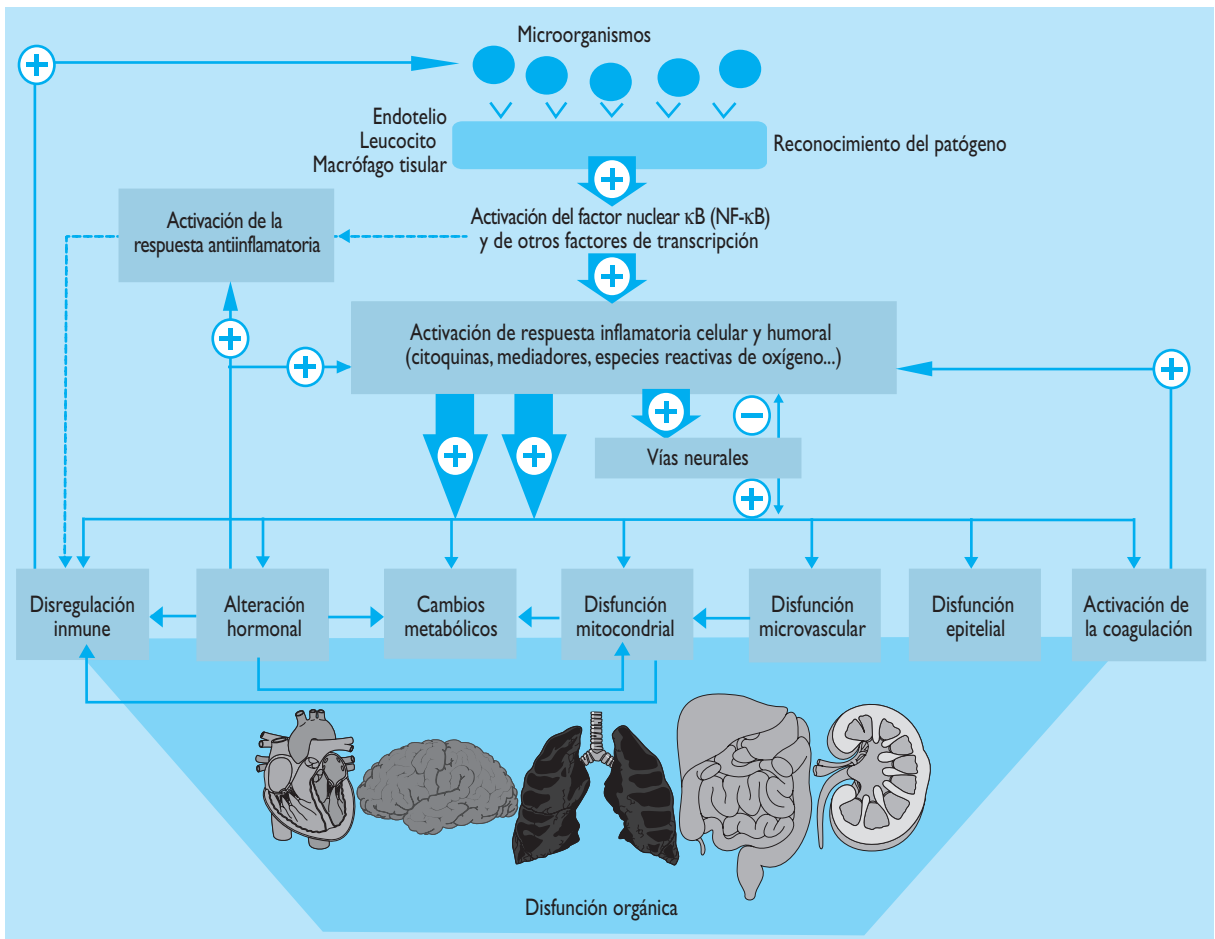 Microorganismos
Endotelio
Leucocito
Macrófago tisular
Reconocimiento del patógeno
Activación de la
respuesta antiinflamatoria
Activación del factor nuclear κB (NF-κB)
y de otros factores de transcripción
Activación de respuesta inflamatoria celular y humoral
(citoquinas, mediadores, especies reactivas de oxígeno...)
Vías neurales
Disregulación
inmune
Alteración
hormonal
Cambios
metabólicos
Disfunción
mitocondrial
Disfunción
microvascular
Disfunción
epitelial
Activación de
la coagulación
Disfunción orgánica